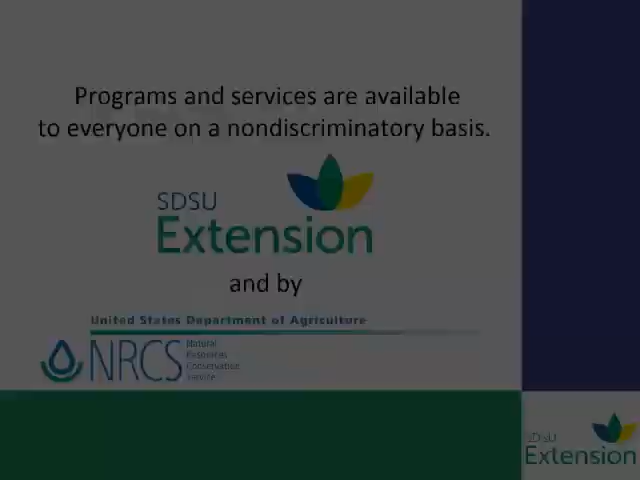 Programs and services are available
to everyone on a nondiscriminatory basis.
SDSU
Extension
and by
United States Department of Agriculture
NRCS
Natural
Resources
Conservation
Service
SDSU
Extension